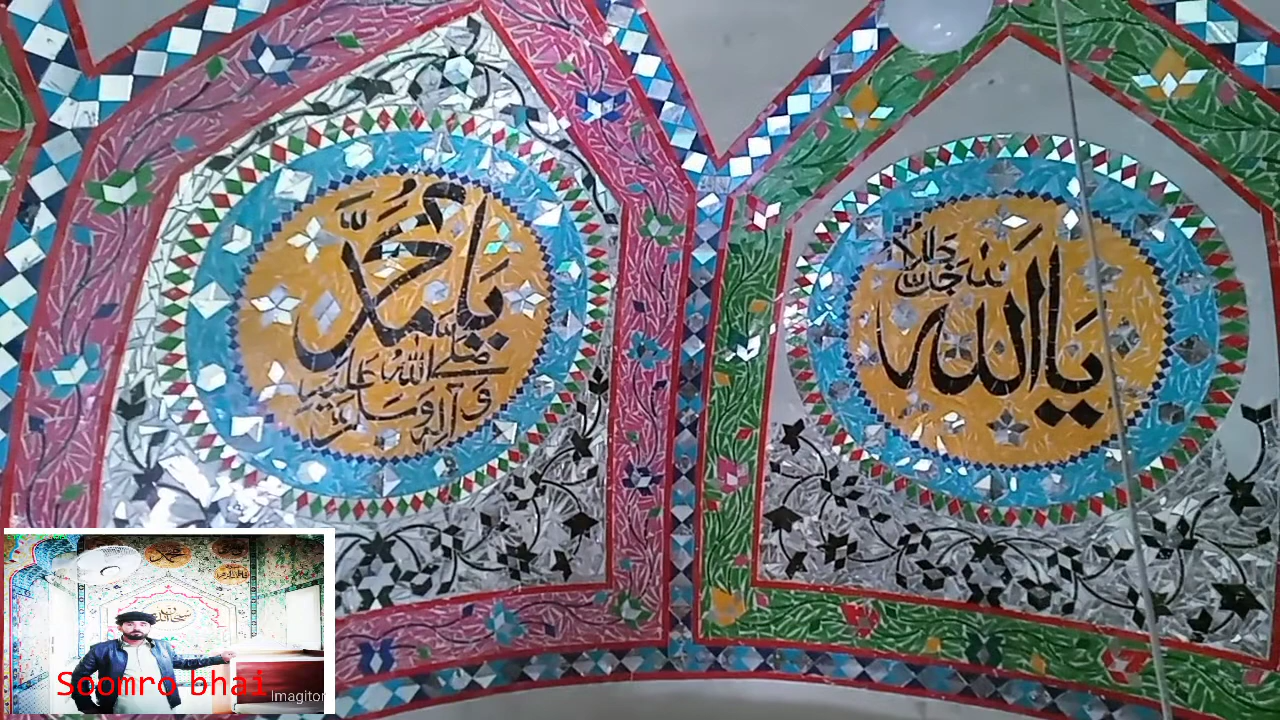 یا محمد
صلی اللہ علیہ
و آلہ وسلم
یا اللہ
جل جلالہ
Soomro bhai
Imagitor